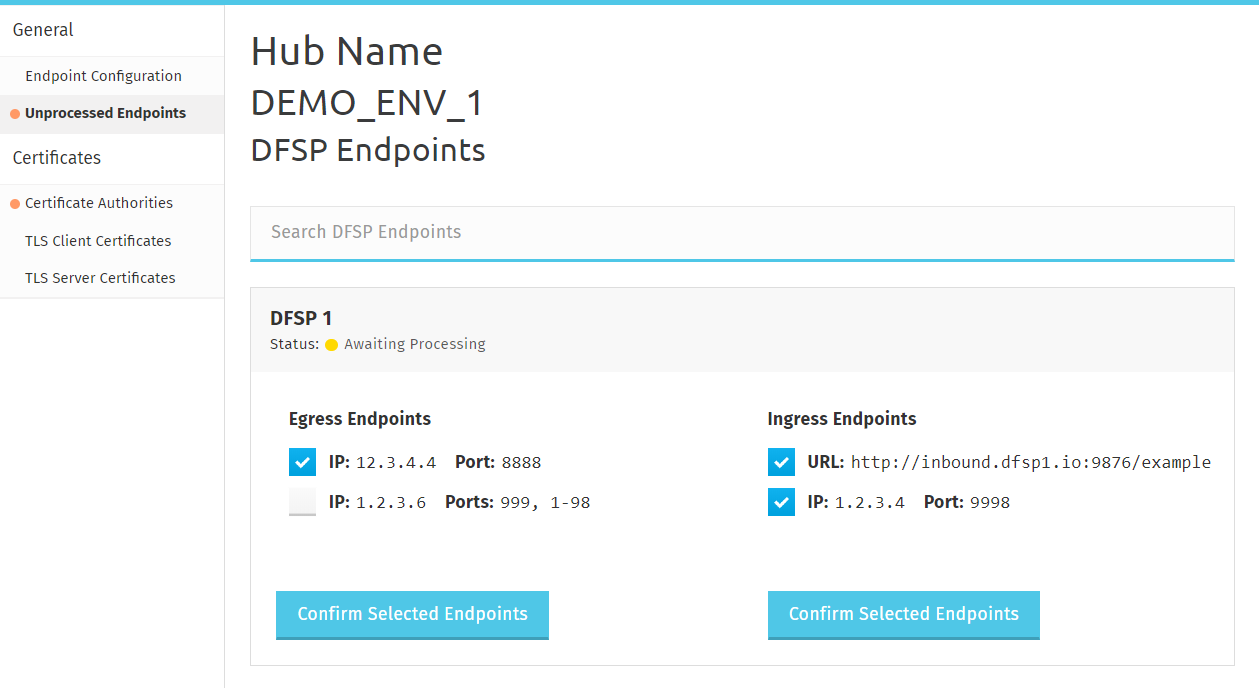 General
Endpoint Configuration
Unprocessed Endpoints
Certificates
Certificate Authorities
TLS Client Certificates
TLS Server Certificates
Hub Name
DEMO_ENV_1
DFSP Endpoints
Search DFSP Endpoints
DFSP 1
Status: Awaiting Processing
Egress Endpoints
IP: 12.3.4.4 Port: 8888
IP: 1.2.3.6 Ports: 999, 1-98
Confirm Selected Endpoints
Ingress Endpoints
URL: http://inbound.dfsp1.io:9876/example
IP: 1.2.3.4 Port: 9998
Confirm Selected Endpoints